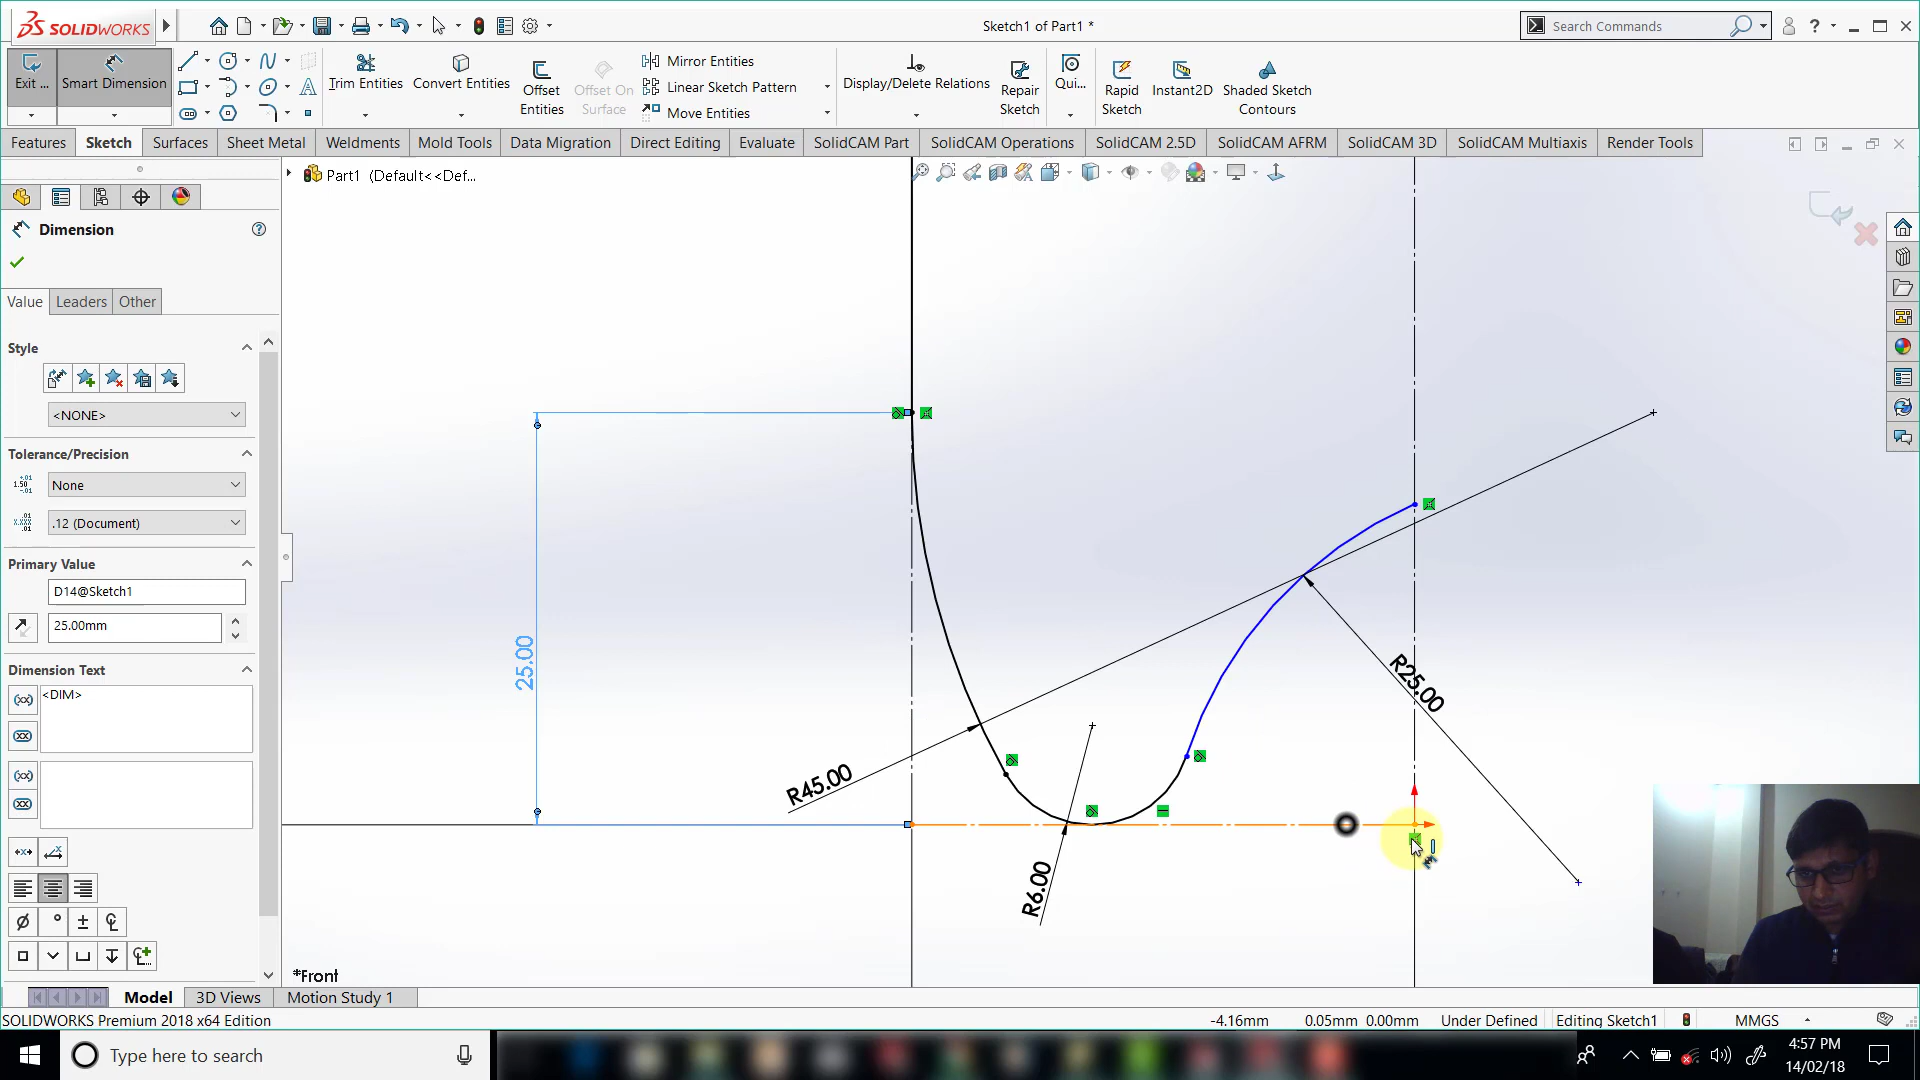 SOLIDWORKS
Sketch1 of Part1 *
Search Commands
Exit ...
Smart Dimension
Trim Entities
Convert Entities
Offset Entities
Offset On Surface
Mirror Entities
Linear Sketch Pattern
Move Entities
Display/Delete Relations
Repair Sketch
Qui...
Rapid Sketch
Instant2D
Shaded Sketch Contours
Features
Sketch
Surfaces
Sheet Metal
Weldments
Mold Tools
Data Migration
Direct Editing
Evaluate
SolidCAM Part
SolidCAM Operations
SolidCAM 2.5D
SolidCAM AFRM
SolidCAM 3D
SolidCAM Multiaxis
Render Tools
Part1 (Default<<Def...
Dimension
Value
Leaders
Other
Style
<NONE>
Tolerance/Precision
None
.12 (Document)
Primary Value
D14@Sketch1
25.00mm
Dimension Text
<DIM>
25.00
R45.00
R6.00
R25.00
*Front
Model
3D Views
Motion Study 1
SOLIDWORKS Premium 2018 x64 Edition
-4.16mm
0.05mm
0.00mm
Under Defined
Editing Sketch1
MMGS
Type here to search
4:57 PM
14/02/18